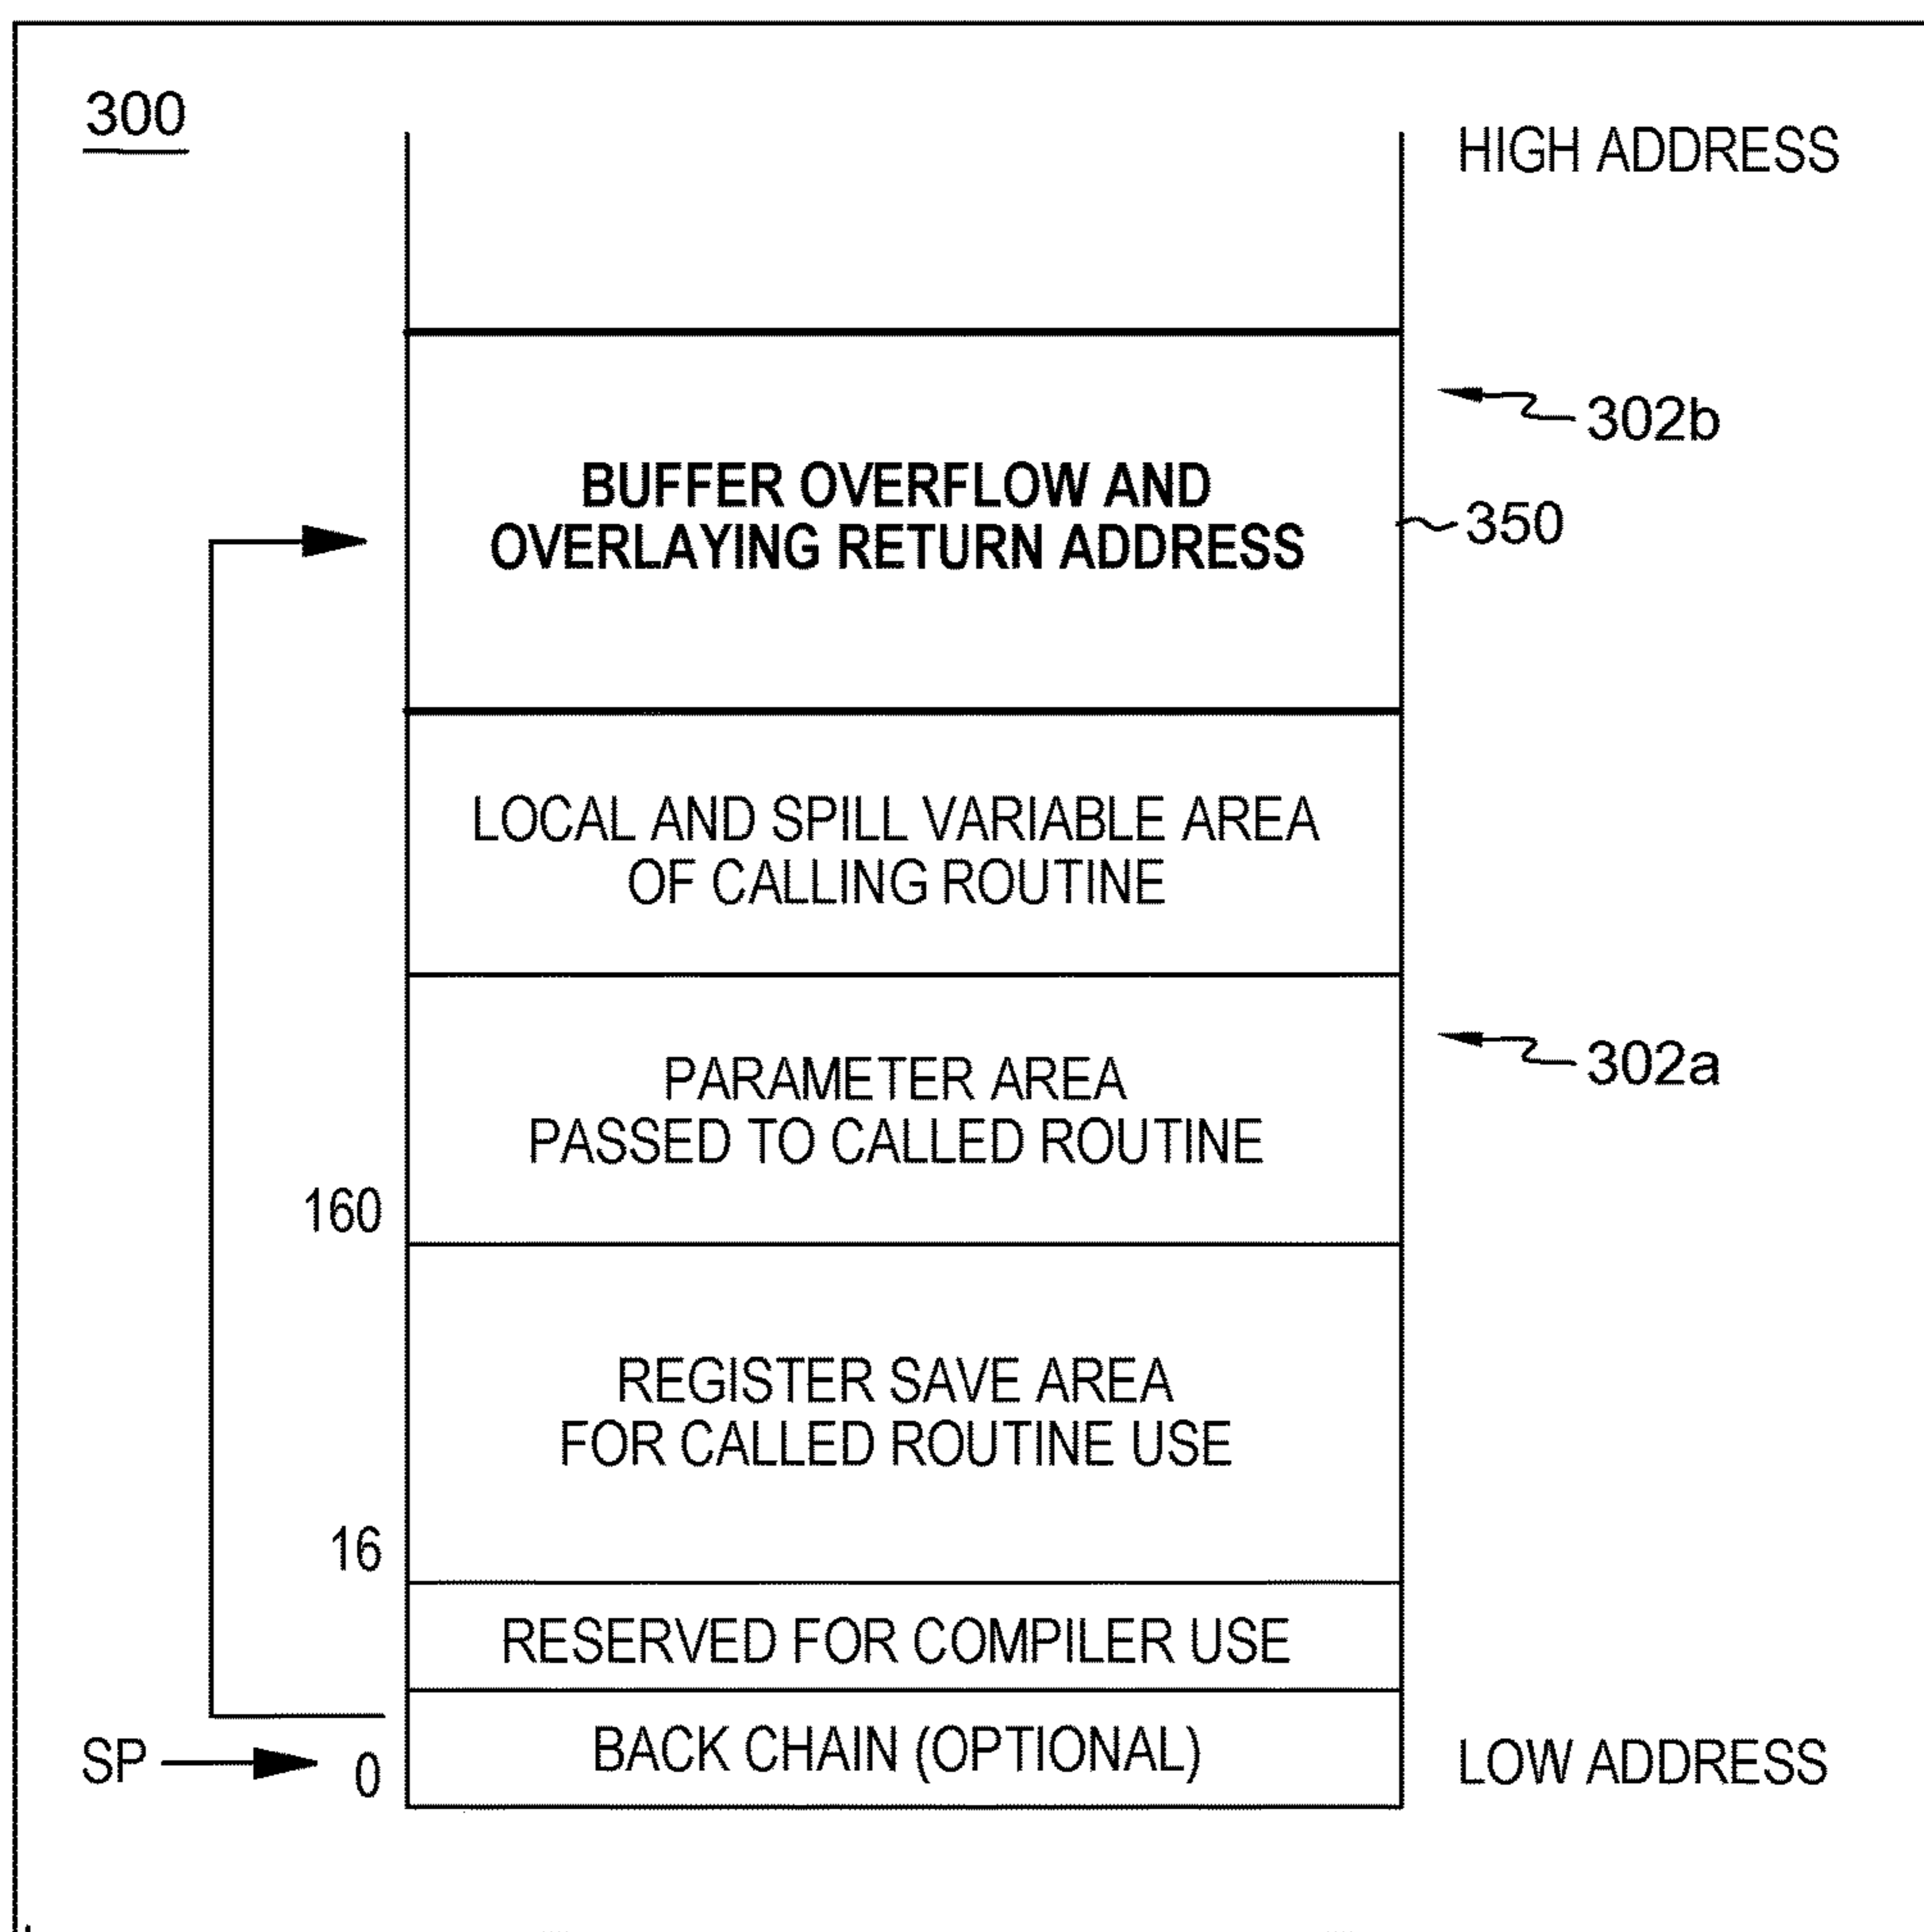 300
HIGH ADDRESS
302b
BUFFER OVERFLOW AND
OVERLAYING RETURN ADDRESS
350
LOCAL AND SPILL VARIABLE AREA
OF CALLING ROUTINE
302a
PARAMETER AREA
PASSED TO CALLED ROUTINE
160
REGISTER SAVE AREA
FOR CALLED ROUTINE USE
16
RESERVED FOR COMPILER USE
BACK CHAIN (OPTIONAL)
SP
0
LOW ADDRESS